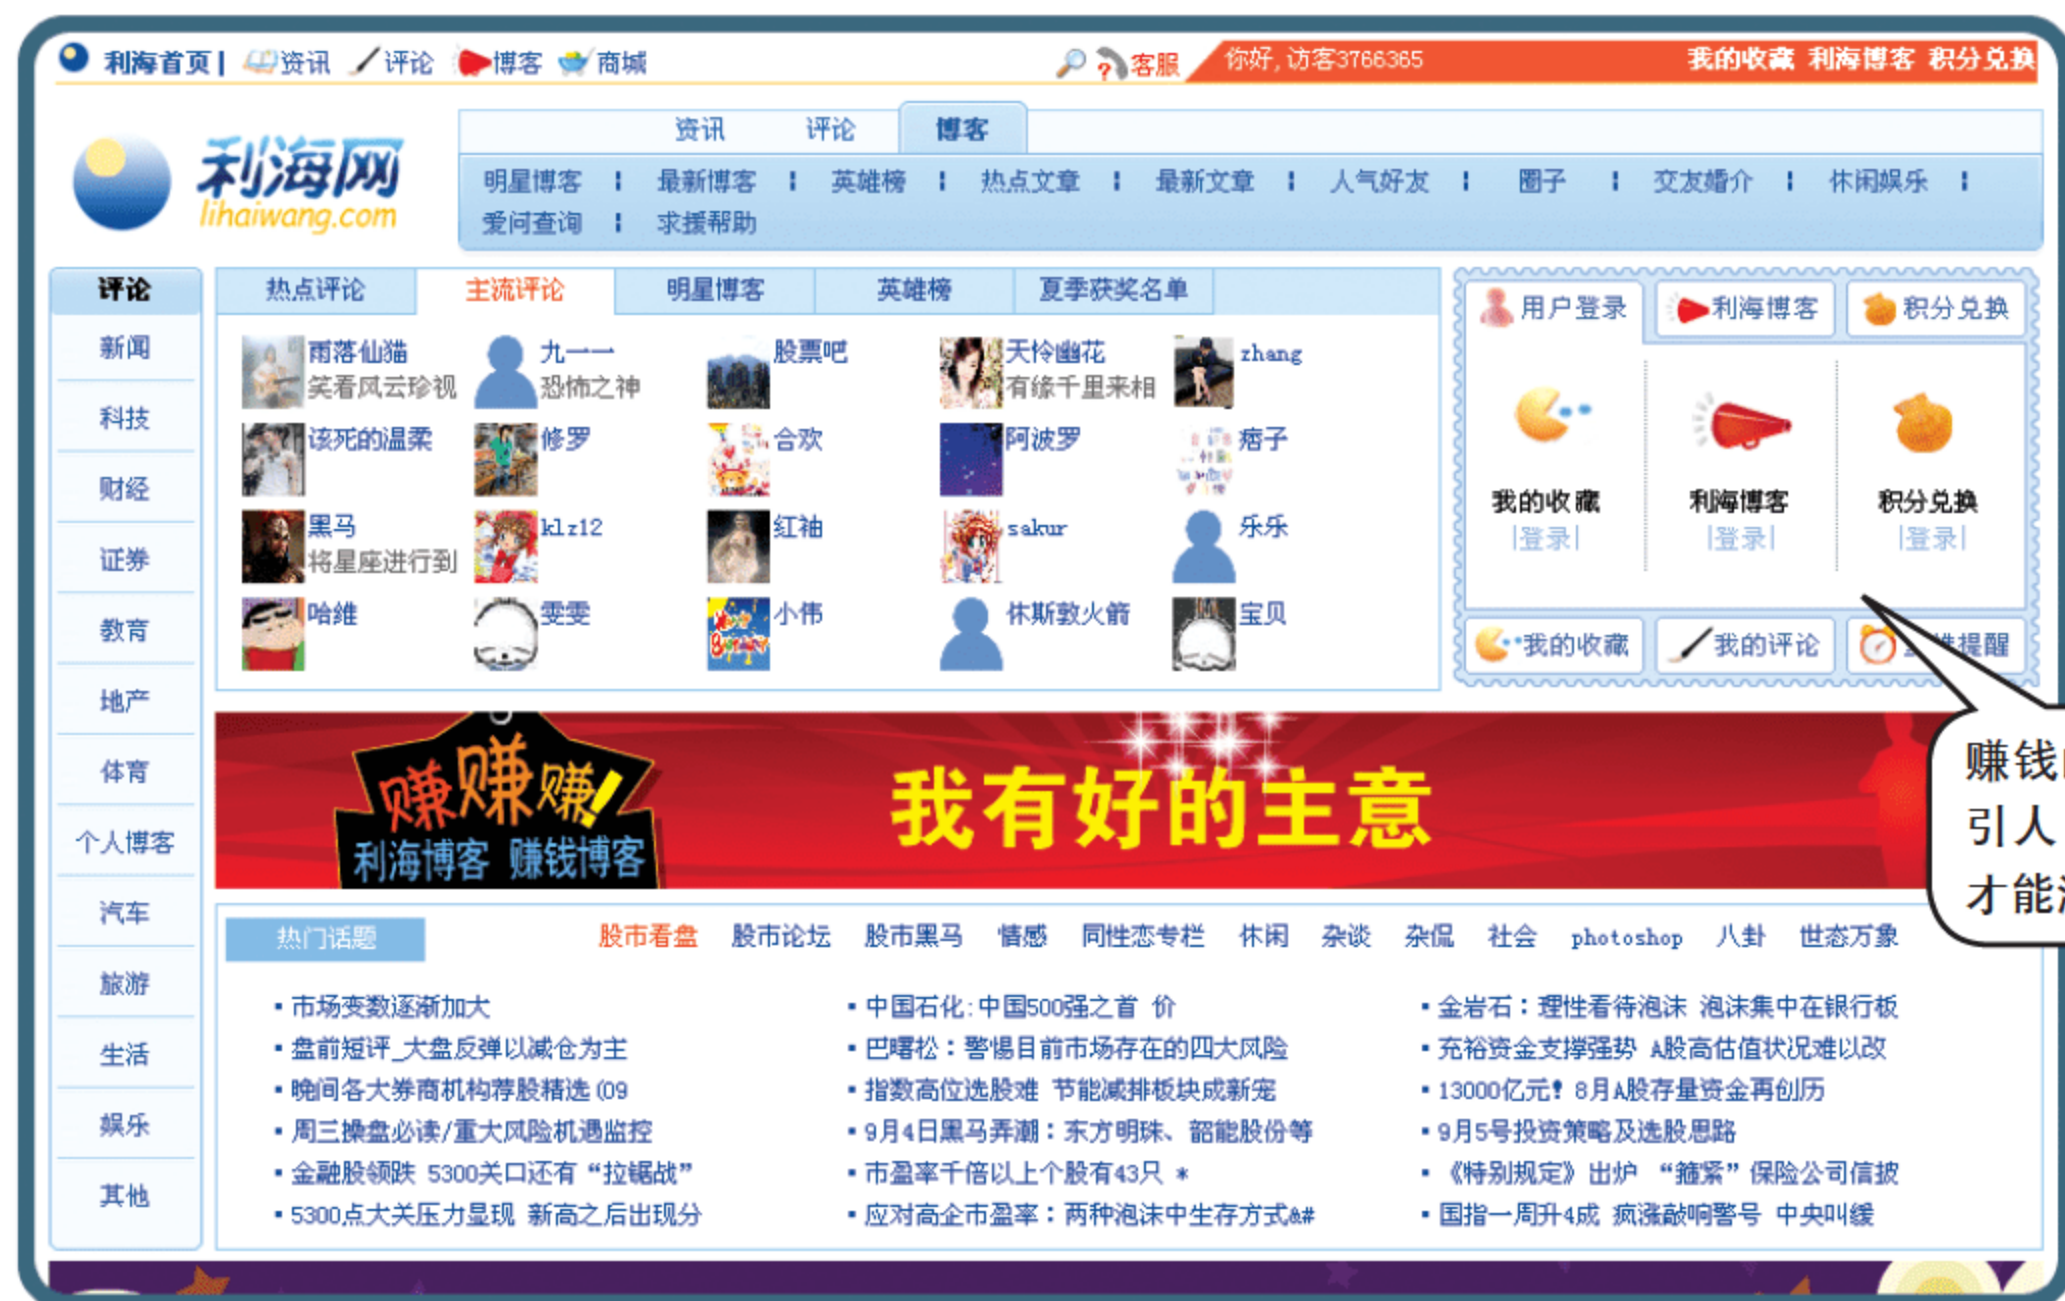 利海首页| 资讯 评论 博客 商城 客服 你好,访客3766365 我的收藏 利海博客 积分兑换
利海网
lihaiwang.com
资讯 评论 博客
明星博客 ¦ 最新博客 ¦ 英雄榜 ¦ 热点文章 ¦ 最新文章 ¦ 人气好友 ¦ 圈子 ¦ 交友婚介 ¦ 休闲娱乐 ¦
爱问查询 ¦ 求援帮助
评论
新闻
科技
财经
证券
教育
地产
体育
个人博客
汽车
旅游
生活
娱乐
其他
热点评论 主流评论 明星博客 英雄榜 夏季获奖名单
雨落仙猫 九一一 股票吧 天怜幽花 zhang
笑看风云珍视 恐怖之神 有缘千里来相
该死的温柔 修罗 合欢 阿波罗 痞子
黑马 klz12 红袖 sakur 乐乐
将星座进行到
哈维 雯雯 小伟 休斯敦火箭 宝贝
用户登录 利海博客 积分兑换
我的收藏 利海博客 积分兑换
|登录| |登录| |登录|
我的收藏 我的评论 提醒
赚钱
引人
才能
赚赚赚!
利海博客 赚钱博客
我有好的主意
热门话题 股市看盘 股市论坛 股市黑马 情感 同性恋专栏 休闲 杂谈 杂侃 社会 photoshop 八卦 世态万象
▪市场变数逐渐加大 ▪中国石化:中国500强之首 价 ▪金岩石：理性看待泡沫 泡沫集中在银行板
▪盘前短评_大盘反弹以减仓为主 ▪巴曙松：警惕目前市场存在的四大风险 ▪充裕资金支撑强势 A股高估值状况难以改
▪晚间各大券商机构荐股精选(09 ▪指数高位选股难 节能减排板块成新宠 ▪13000亿元！8月A股存量资金再创历
▪周三操盘必读/重大风险机遇监控 ▪9月4日黑马弄潮：东方明珠、韶能股份等 ▪9月5号投资策略及选股思路
▪金融股领跌 5300关口还有“拉锯战” ▪市盈率千倍以上个股有43只 * ▪《特别规定》出炉 “箍紧”保险公司信披
▪5300点大关压力显现 新高之后出现分 ▪应对高企市盈率：两种泡沫中生存方式&# ▪国指一周升4成 疯涨敲响警号 中央叫缓